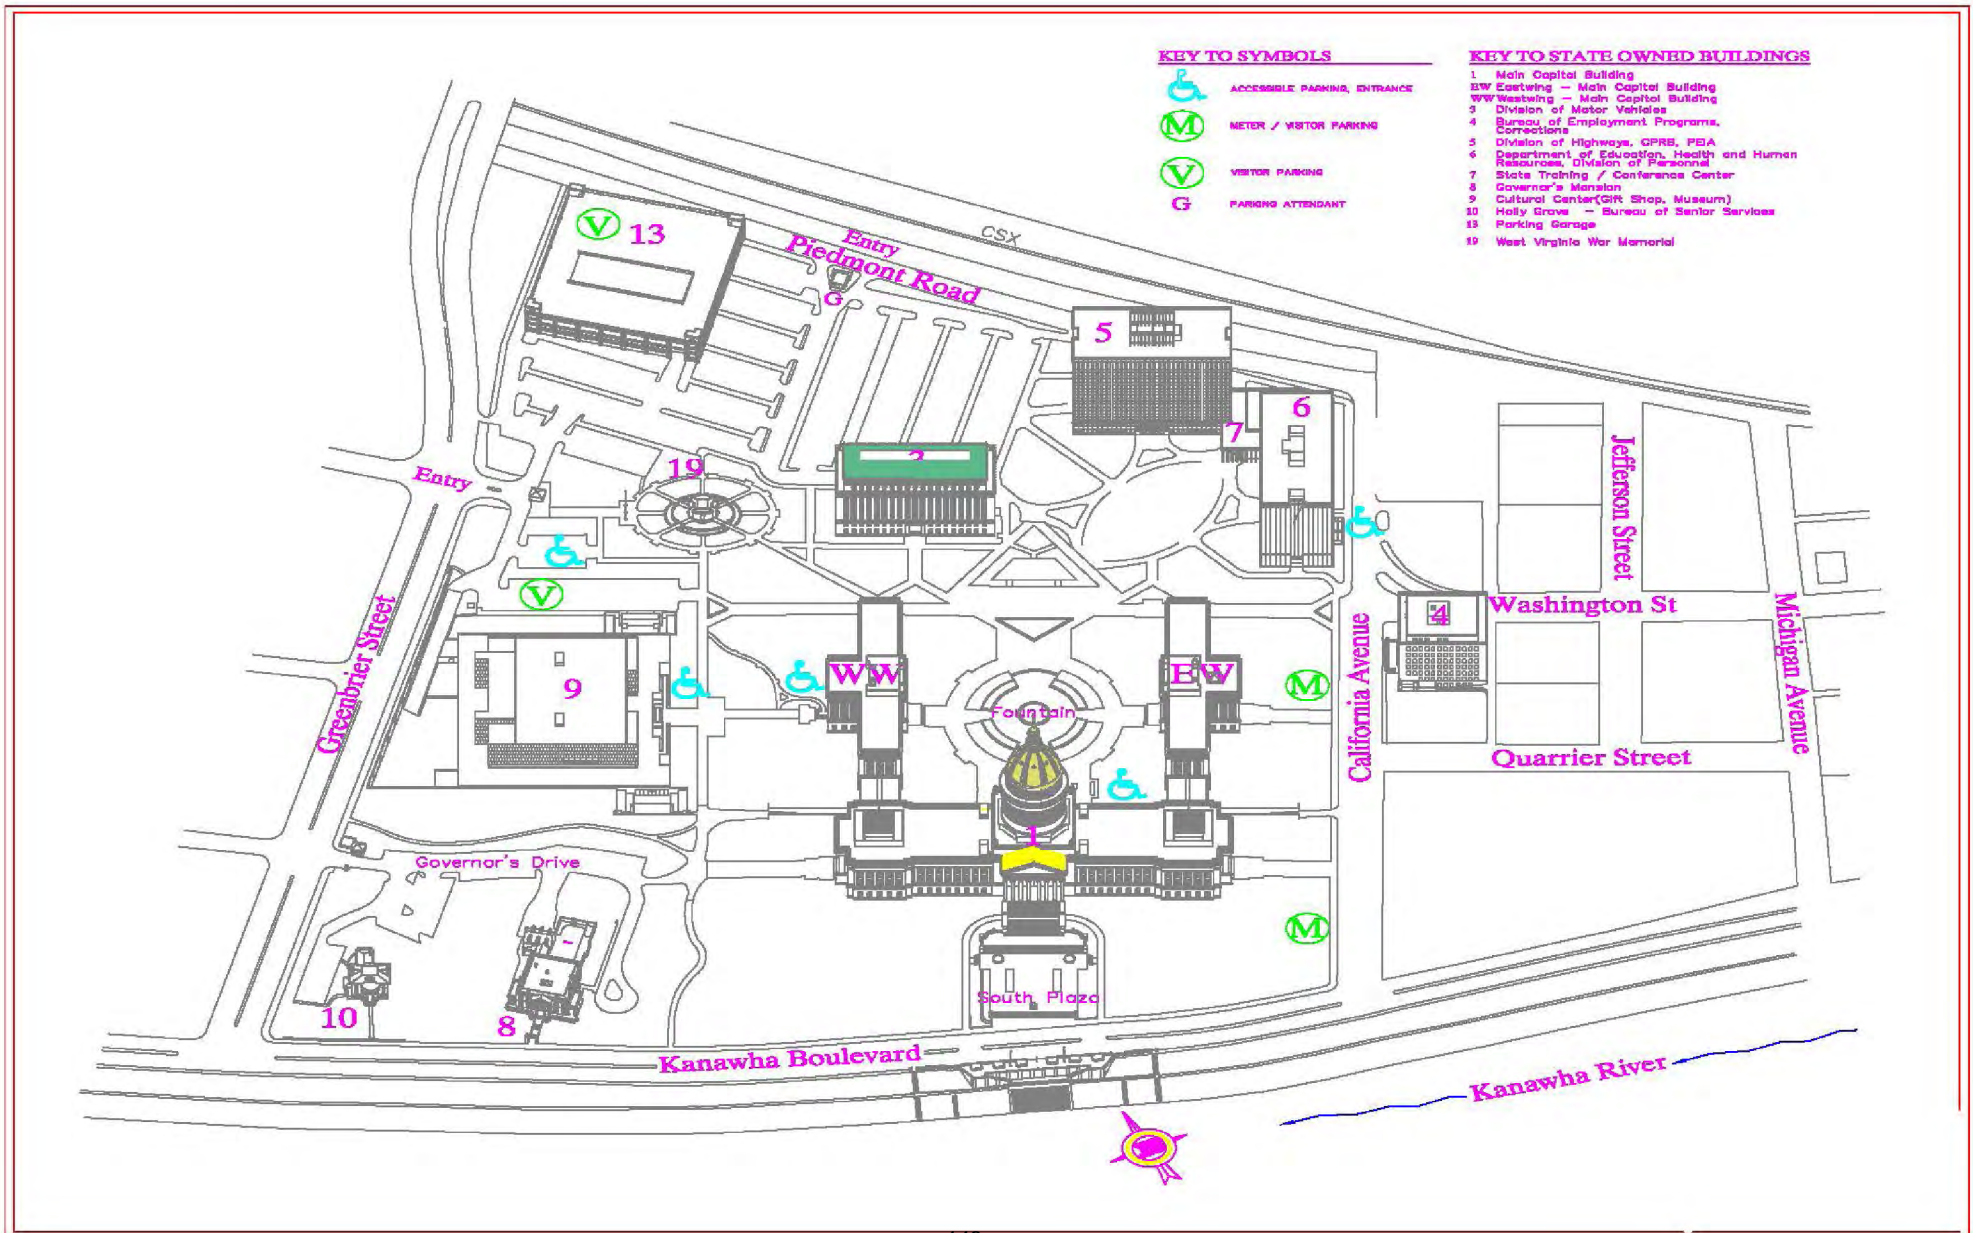 KEY TO SYMBOLS
ACCESSIBLE PARKING, ENTRANCE
M METER / VISITOR PARKING
V VISITOR PARKING
G PARKING ATTENDANT
KEY TO STATE OWNED BUILDINGS
1 Main Capitol Building
EW Eastwing - Main Capitol Building
WW Westwing - Main Capitol Building
3 Division of Motor Vehicles
4 Bureau of Employment Programs,
Corrections
5 Division of Highways, CPRB, PEIA
6 Department of Education, Health and Human
Resources, Division of Personnel
7 State Training / Conference Center
8 Governor's Mansion
9 Cultural Center(Gift Shop, Museum)
10 Holly Grove - Bureau of Senior Services
13 Parking Garage
19 West Virginia War Memorial
V
13
Entry
CSX
Piedmont Road
G
5
6
7
19
Entry
Jefferson Street
V
4
Washington St
Greenbrier Street
9
WW
EW
M
California Avenue
Michigan Avenue
Fountain
Quarrier Street
1
Governor's Drive
M
South Plaza
10
8
Kanawha Boulevard
Kanawha River